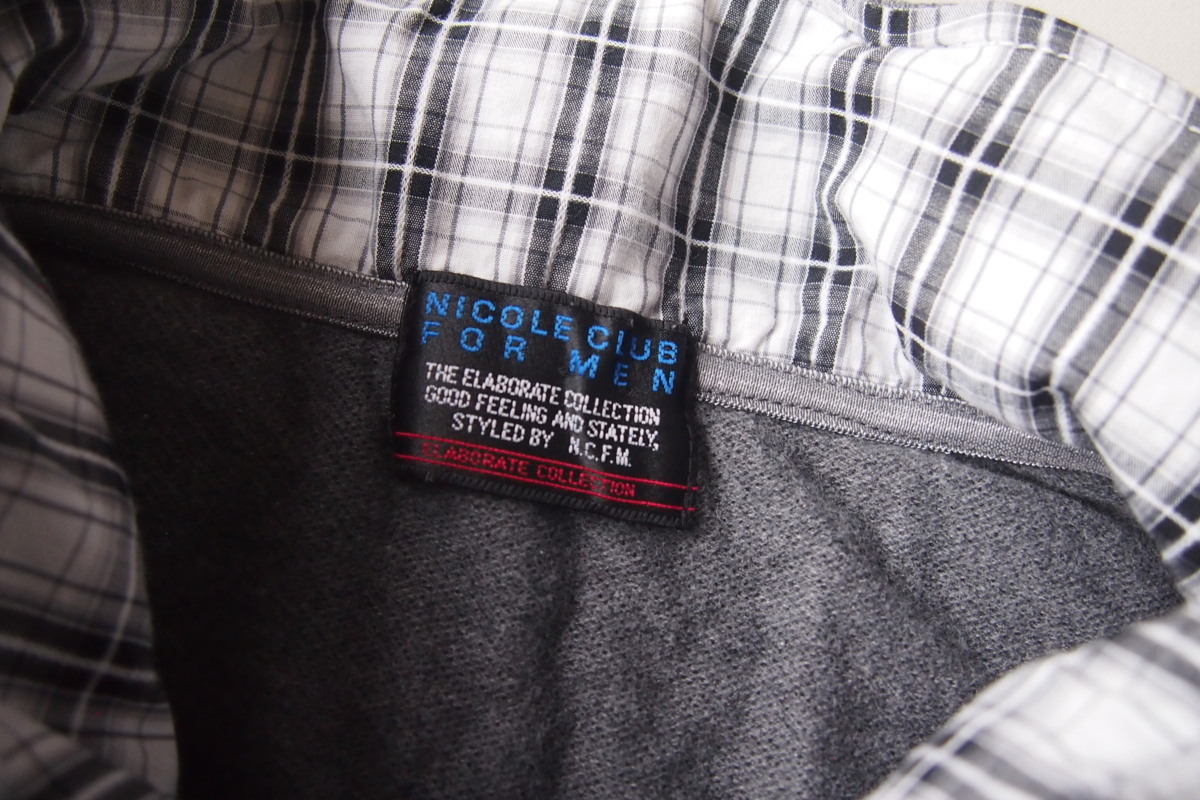 NICOLE CLUB
FOR MEN
THE ELABORATE COLLECTION
GOOD FEELING AND STATELY,
STYLED BY N.C.F.M.
ELABORATE COLLECTION